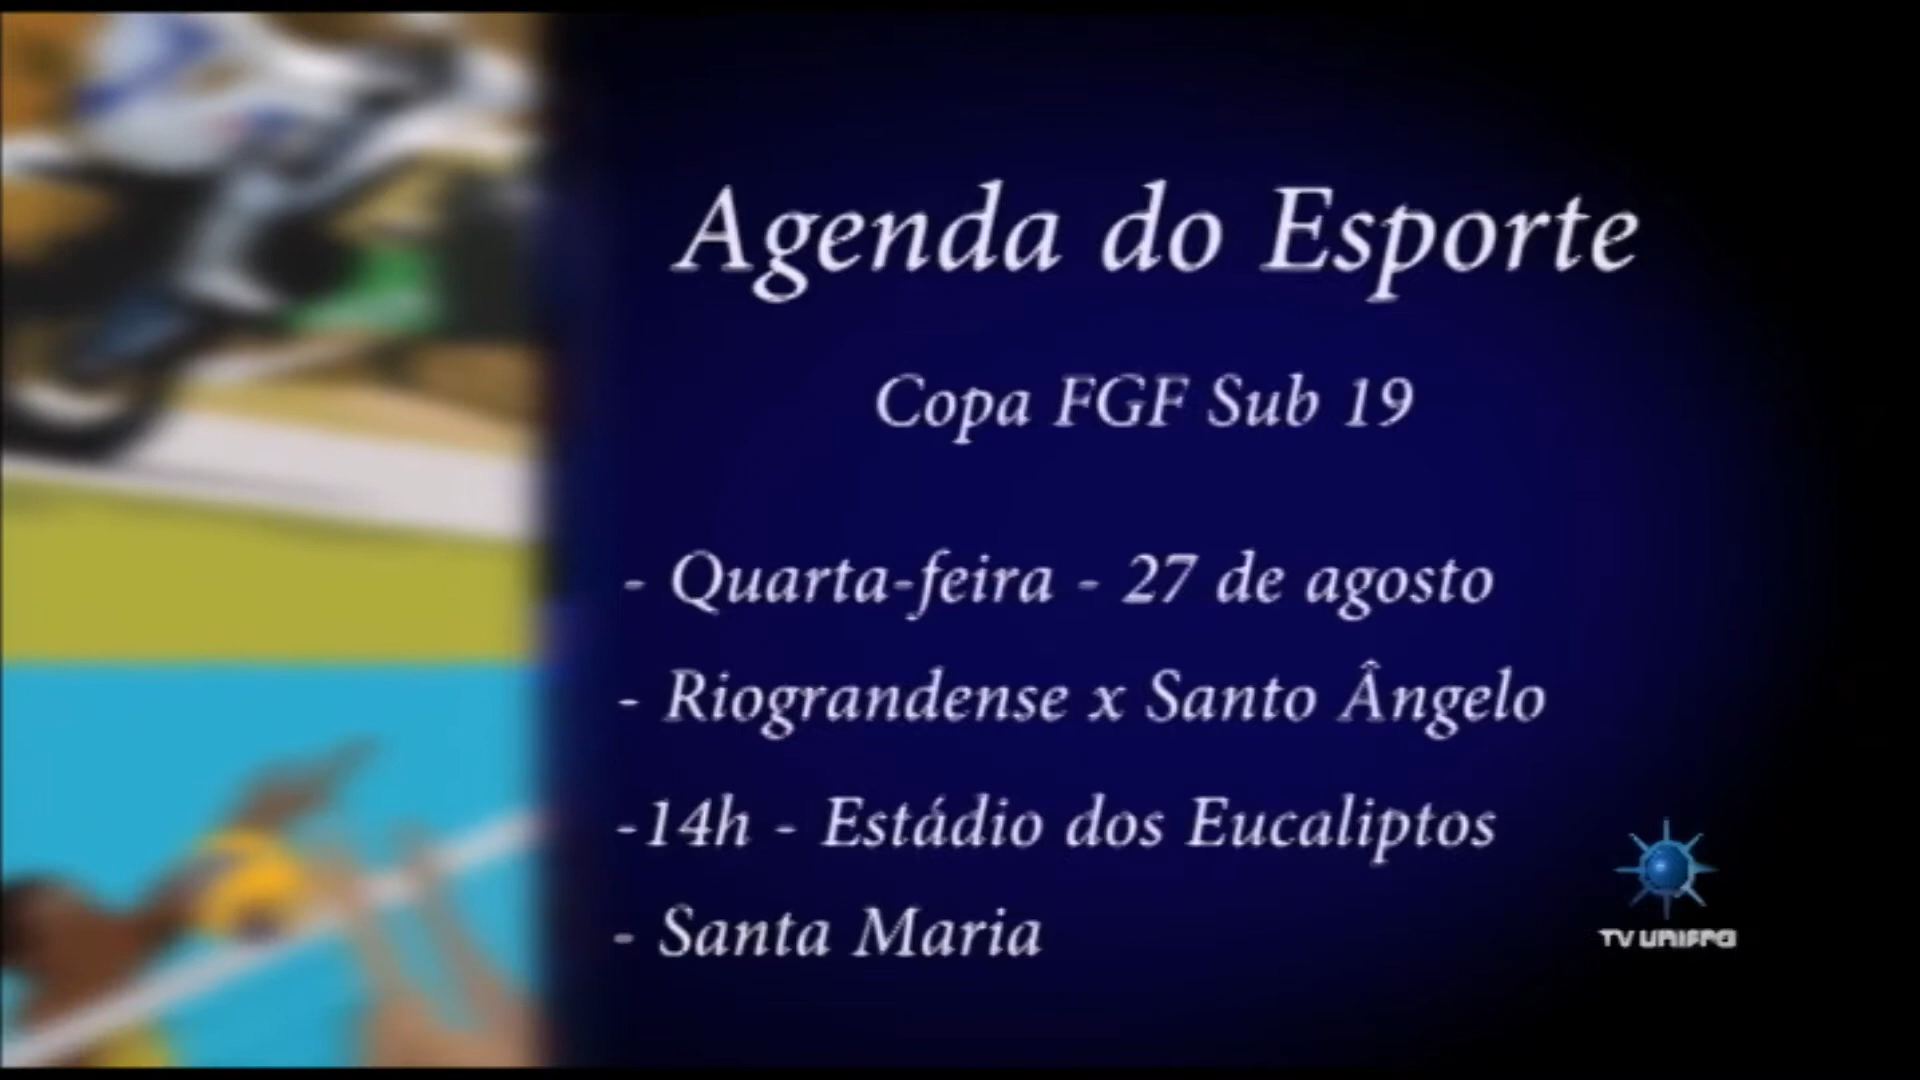 Agenda do Esporte
Copa FGF Sub 19
- Quarta-feira - 27 de agosto
- Riograndense x Santo Ângelo
-14h - Estádio dos Eucaliptos
- Santa Maria
TV UNIFRA